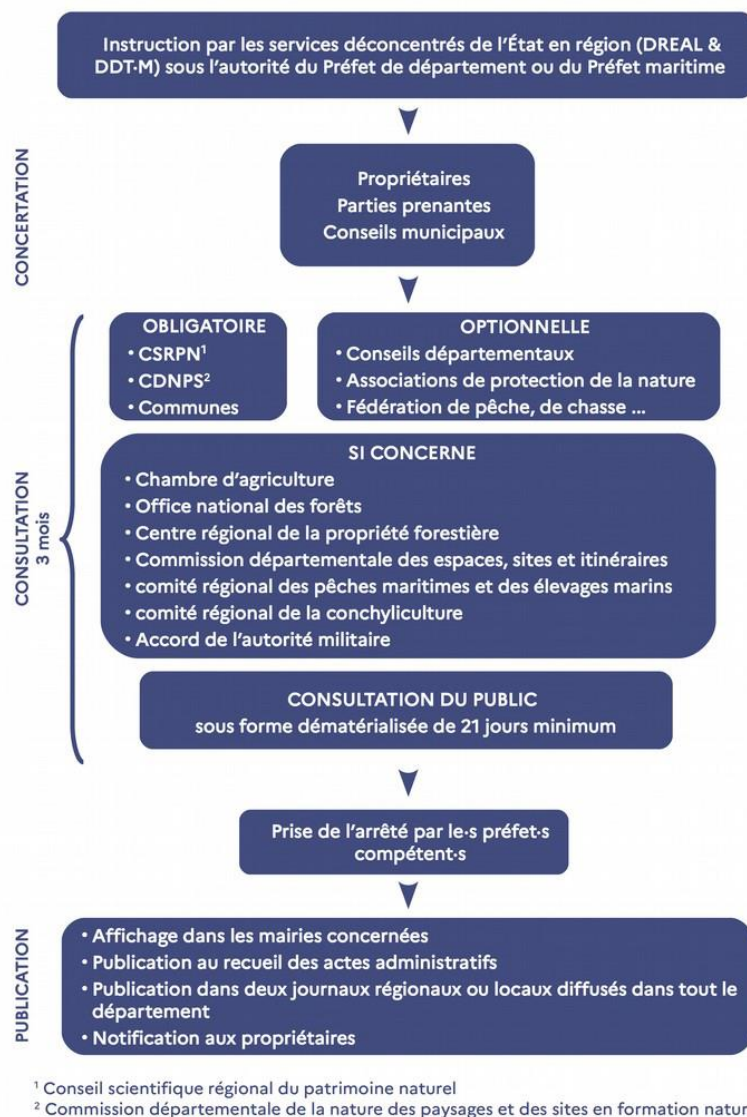 Instruction par les services déconcentrés de l'État en région (DREAL &
DDT·M) sous l'autorité du Préfet de département ou du Préfet maritime
CONCERTATION
Propriétaires
Parties prenantes
Conseils municipaux
CONSULTATION
3 mois
OBLIGATOIRE
• CSRPN¹
• CDNPS²
• Communes
OPTIONNELLE
• Conseils départementaux
• Associations de protection de la nature
• Fédération de pêche, de chasse ...
SI CONCERNE
• Chambre d'agriculture
• Office national des forêts
• Centre régional de la propriété forestière
• Commission départementale des espaces, sites et itinéraires
• comité régional des pêches maritimes et des élevages marins
• comité régional de la conchyliculture
• Accord de l'autorité militaire
CONSULTATION DU PUBLIC
sous forme dématérialisée de 21 jours minimum
Prise de l'arrêté par le·s préfet·s
compétent·s
PUBLICATION
• Affichage dans les mairies concernées
• Publication au recueil des actes administratifs
• Publication dans deux journaux régionaux ou locaux diffusés dans tout le
département
• Notification aux propriétaires
¹ Conseil scientifique régional du patrimoine naturel
² Commission départementale de la nature des paysages et des sites en formation natur